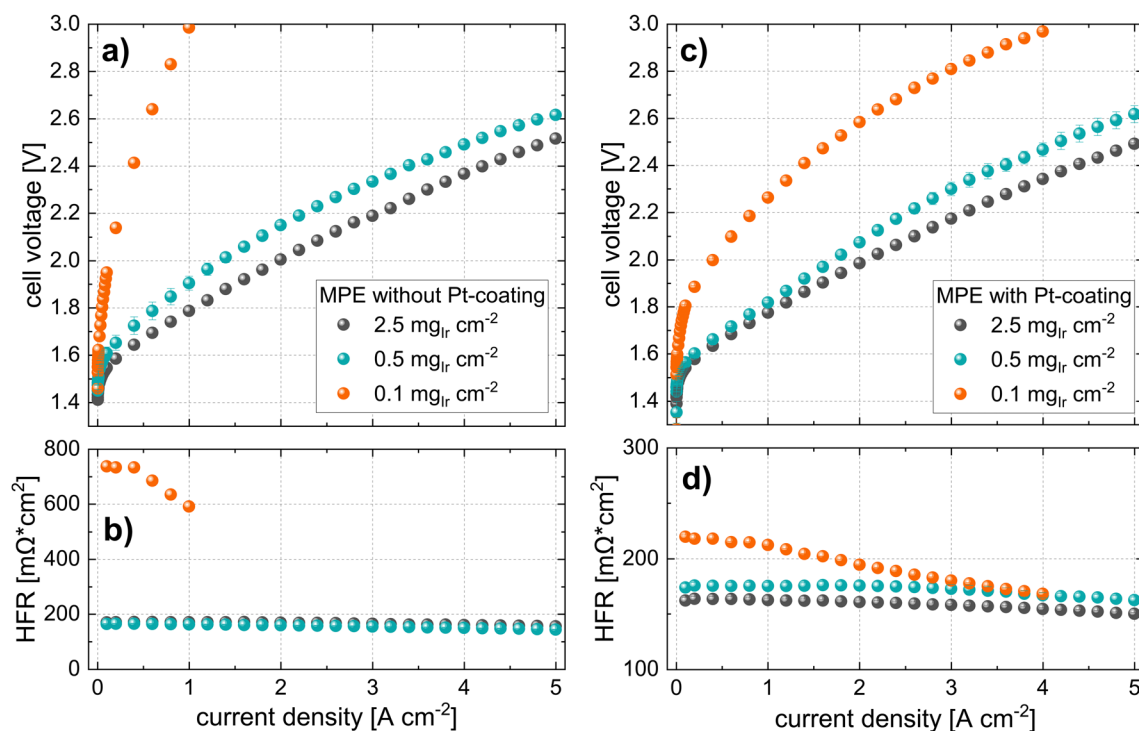 a)
3.0
2.8
2.6
2.4
2.2
2.0
1.8
1.6
1.4
cell voltage [V]
MPE without Pt-coating
2.5 mgIr cm-2
0.5 mgIr cm-2
0.1 mgIr cm-2
c)
3.0
2.8
2.6
2.4
2.2
2.0
1.8
1.6
1.4
cell voltage [V]
MPE with Pt-coating
2.5 mgIr cm-2
0.5 mgIr cm-2
0.1 mgIr cm-2
b)
800
600
400
200
0
HFR [mΩ*cm2]
0 1 2 3 4 5
current density [A cm-2]
d)
300
200
100
HFR [mΩ*cm2]
0 1 2 3 4 5
current density [A cm-2]